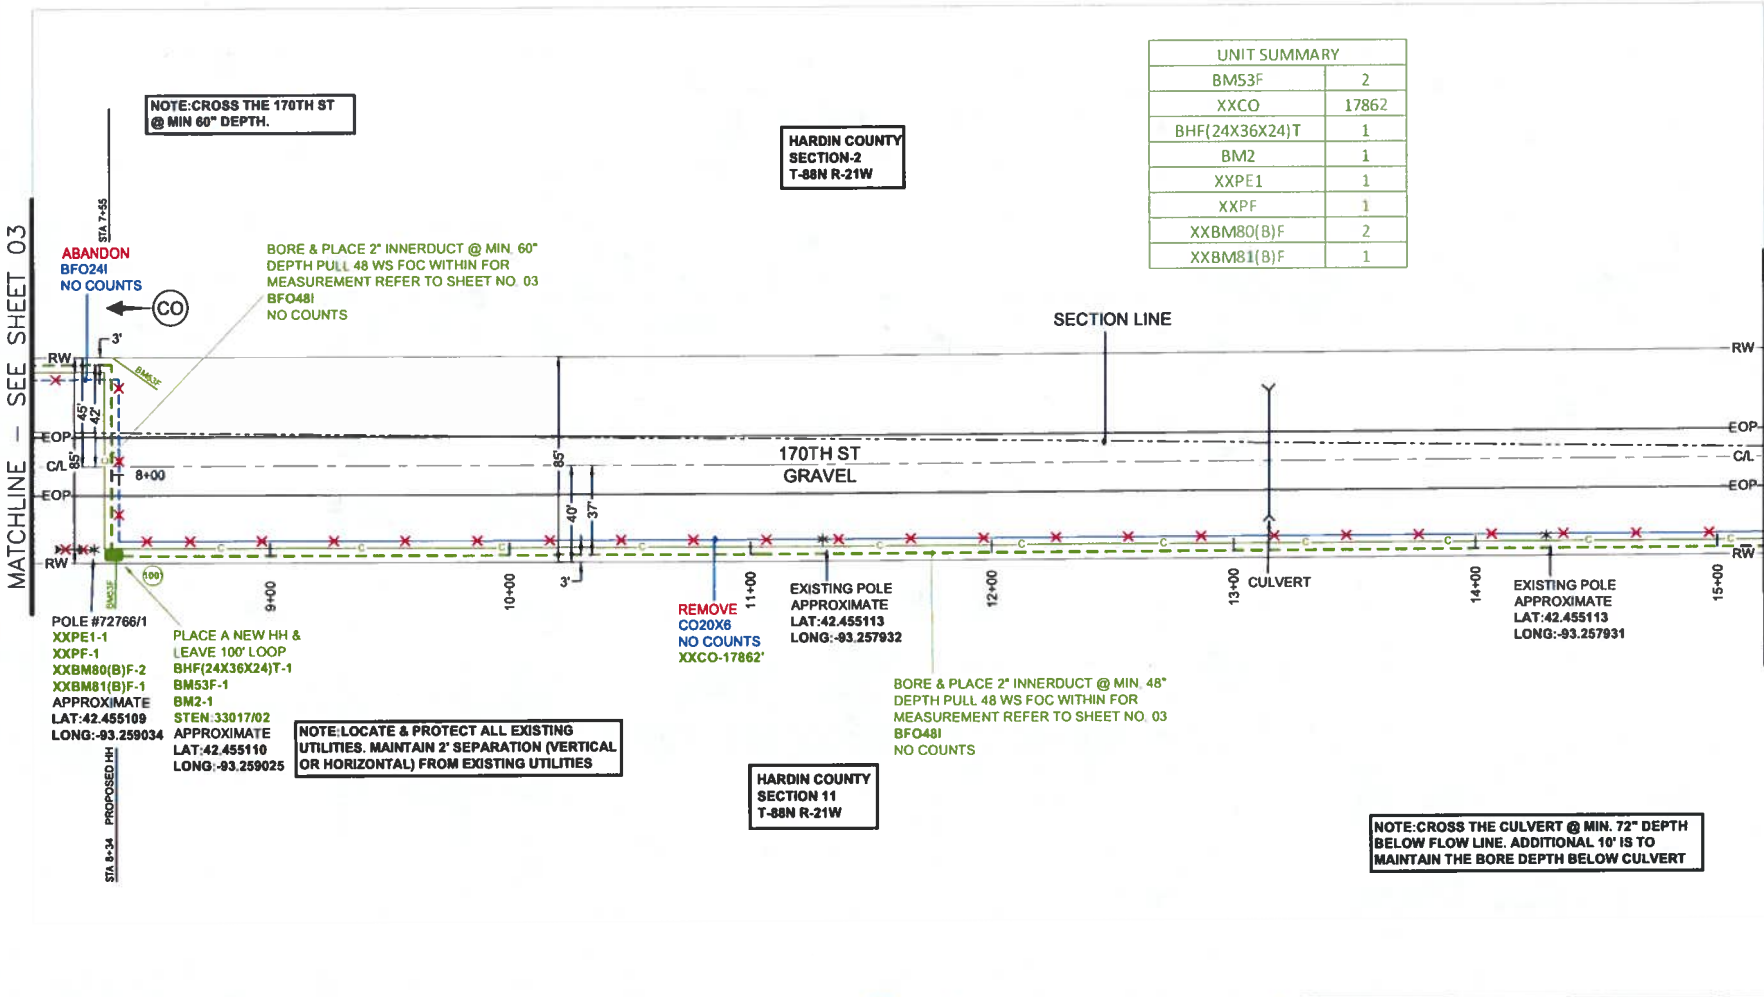 UNIT SUMMARY
BM53F 2
XXCO 17862
BHF(24X36X24)T 1
BM2 1
XXPE1 1
XXPF 1
XXBM80(B)F 2
XXBM81(B)F 1
NOTE:CROSS THE 170TH ST
@ MIN 60" DEPTH.
HARDIN COUNTY
SECTION-2
T-88N R-21W
STA 7+55
MATCHLINE - SEE SHEET 03
ABANDON
BFO24I
NO COUNTS
CO
BORE & PLACE 2" INNERDUCT @ MIN. 60"
DEPTH PULL 48 WS FOC WITHIN FOR
MEASUREMENT REFER TO SHEET NO. 03
BFO48I
NO COUNTS
SECTION LINE
3'
RW
RW
BM53F
45'
42'
85'
85'
EOP
EOP
C/L
C/L
8+00
170TH ST
GRAVEL
EOP
EOP
40'
37'
C
C
C
C
C
C
C
C
C
C
RW
RW
3'
100'
BM53F
9+00
10+00
11+00
12+00
13+00
14+00
15+00
CULVERT
EXISTING POLE
APPROXIMATE
LAT:42.455113
LONG:-93.257932
EXISTING POLE
APPROXIMATE
LAT:42.455113
LONG:-93.257931
REMOVE
CO20X6
NO COUNTS
XXCO-17862'
POLE #72766/1
XXPE1-1
XXPF-1
XXBM80(B)F-2
XXBM81(B)F-1
APPROXIMATE
LAT:42.455109
LONG:-93.259034
PLACE A NEW HH &
LEAVE 100' LOOP
BHF(24X36X24)T-1
BM53F-1
BM2-1
STEN:33017/02
APPROXIMATE
LAT:42.455110
LONG:-93.259025
BORE & PLACE 2" INNERDUCT @ MIN. 48"
DEPTH PULL 48 WS FOC WITHIN FOR
MEASUREMENT REFER TO SHEET NO. 03
BFO48I
NO COUNTS
NOTE:LOCATE & PROTECT ALL EXISTING
UTILITIES. MAINTAIN 2' SEPARATION (VERTICAL
OR HORIZONTAL) FROM EXISTING UTILITIES
STA 8+34 PROPOSED HH
HARDIN COUNTY
SECTION 11
T-88N R-21W
NOTE:CROSS THE CULVERT @ MIN. 72" DEPTH
BELOW FLOW LINE. ADDITIONAL 10' IS TO
MAINTAIN THE BORE DEPTH BELOW CULVERT